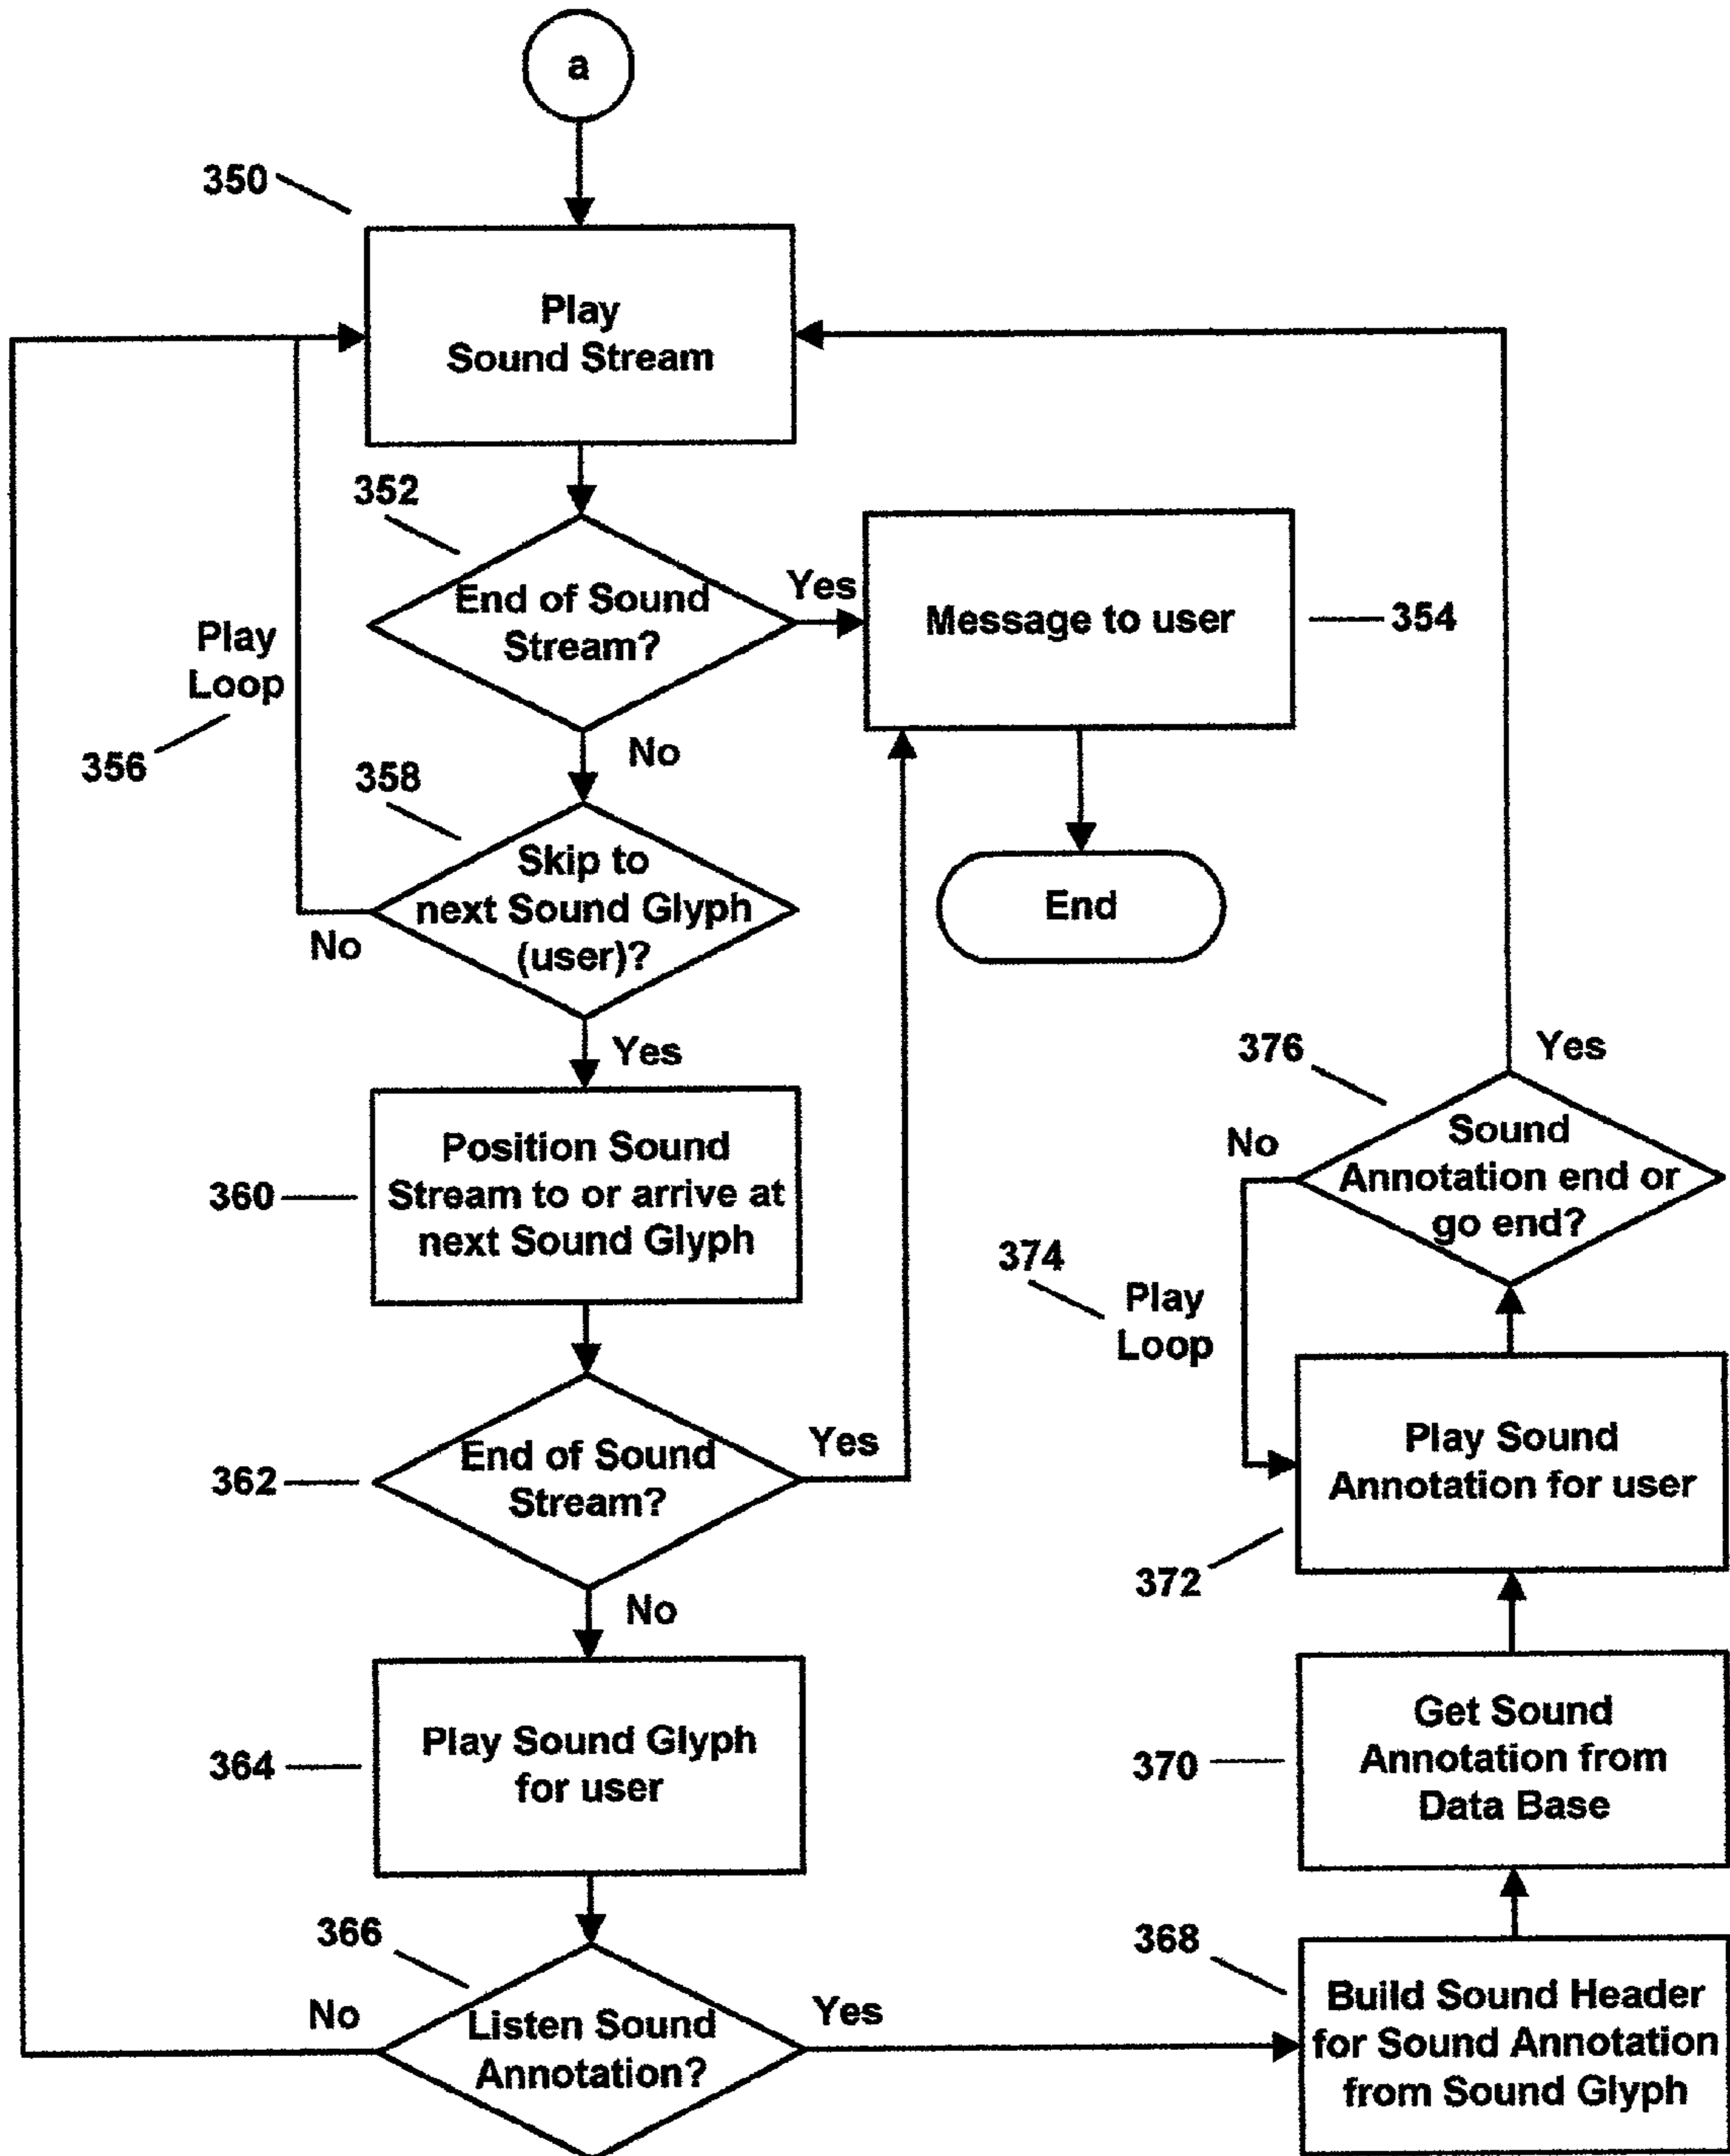 a
350
Play
Sound Stream
352
End of Sound
Stream?
Yes
Message to user
354
Play
Loop
356
No
358
Skip to
next Sound Glyph
(user)?
No
End
Yes
360
Position Sound
Stream to or arrive at
next Sound Glyph
376
Yes
No
Sound
Annotation end or
go end?
374
Play
Loop
362
End of Sound
Stream?
Yes
No
Play Sound
Annotation for user
372
364
Play Sound Glyph
for user
370
Get Sound
Annotation from
Data Base
366
No
Listen Sound
Annotation?
Yes
368
Build Sound Header
for Sound Annotation
from Sound Glyph